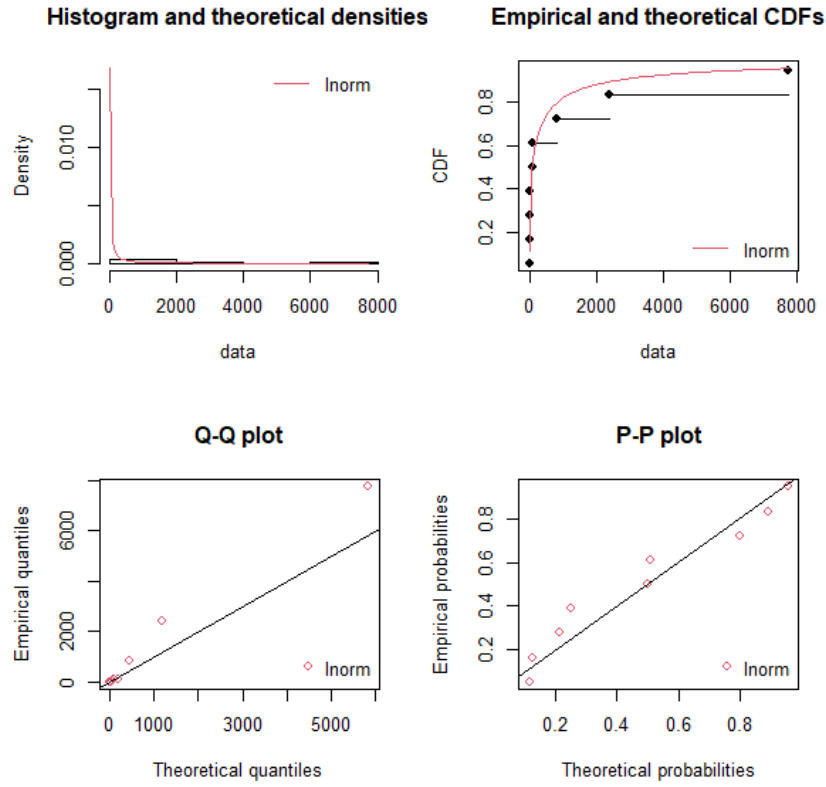 Histogram and theoretical densities
lnorm
Density
0.000
0.010
0
2000
4000
6000
8000
data
Empirical and theoretical CDFs
CDF
0.2
0.4
0.6
0.8
lnorm
0
2000
4000
6000
8000
data
Q-Q plot
Empirical quantiles
0
2000
6000
lnorm
0
1000
3000
5000
Theoretical quantiles
P-P plot
Empirical probabilities
0.2
0.4
0.6
0.8
lnorm
0.2
0.4
0.6
0.8
Theoretical probabilities